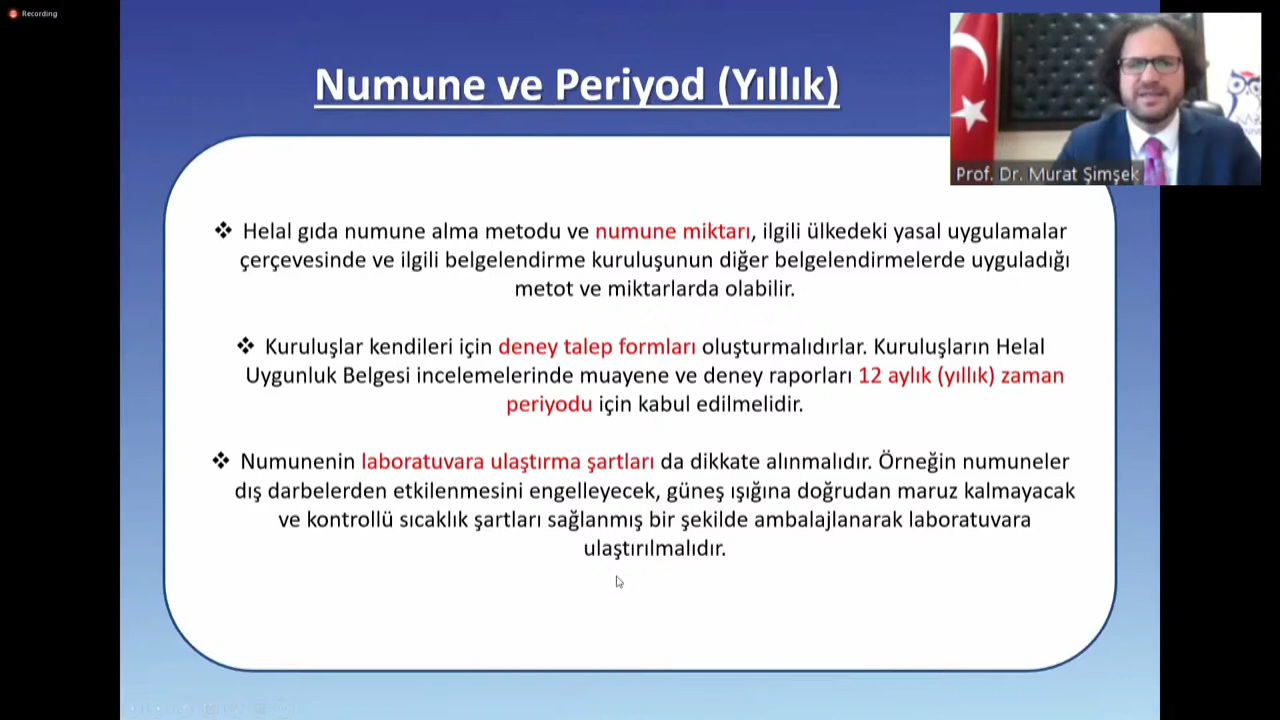 Recording
Numune ve Periyod (Yıllık)
Prof. Dr. Murat Şimşek
❖ Helal gıda numune alma metodu ve numune miktarı, ilgili ülkedeki yasal uygulamalar
çerçevesinde ve ilgili belgelendirme kuruluşunun diğer belgelendirmelerde uyguladığı
metot ve miktarlarda olabilir.
❖ Kuruluşlar kendileri için deney talep formları oluşturmalıdırlar. Kuruluşların Helal
Uygunluk Belgesi incelemelerinde muayene ve deney raporları 12 aylık (yıllık) zaman
periyodu için kabul edilmelidir.
❖ Numunenin laboratuvara ulaştırma şartları da dikkate alınmalıdır. Örneğin numuneler
dış darbelerden etkilenmesini engelleyecek, güneş ışığına doğrudan maruz kalmayacak
ve kontrollü sıcaklık şartları sağlanmış bir şekilde ambalajlanarak laboratuvara
ulaştırılmalıdır.